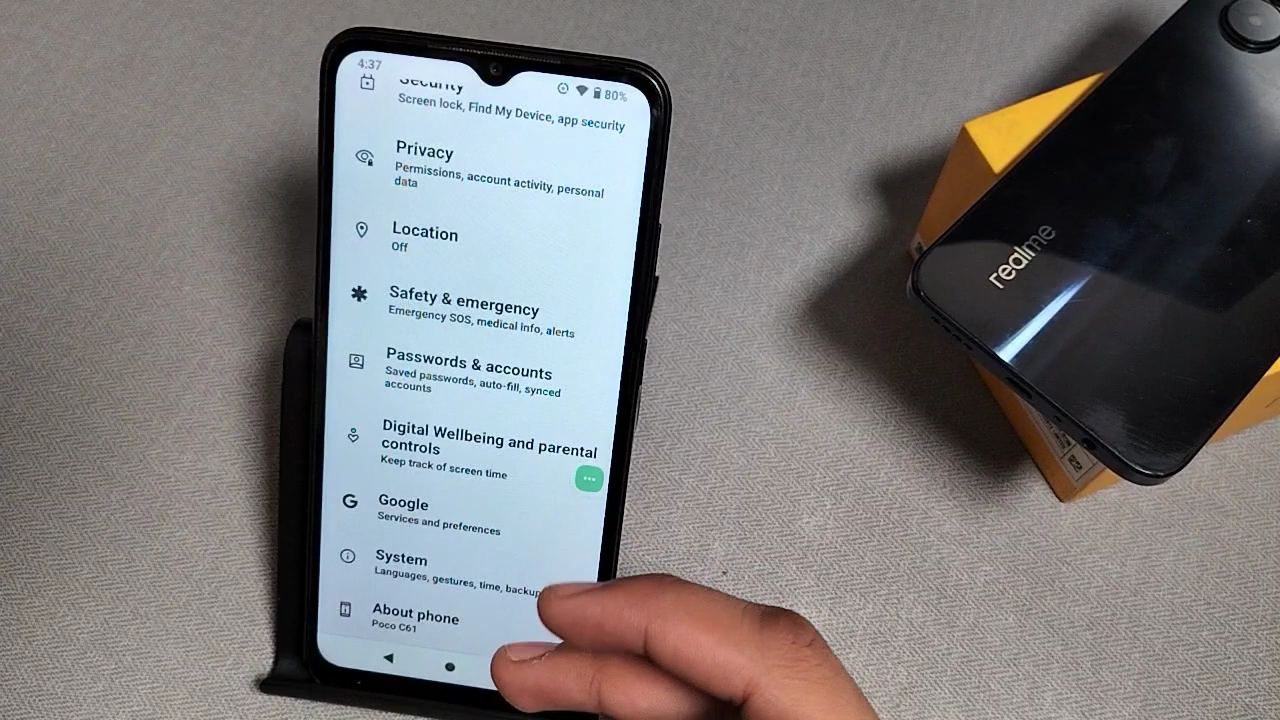 4:37
80%
Security
Screen lock, Find My Device, app security
Privacy
Permissions, account activity, personal
data
Location
Off
Safety & emergency
Emergency SOS, medical info, alerts
Passwords & accounts
Saved passwords, auto-fill, synced
accounts
Digital Wellbeing and parental
controls
Keep track of screen time
Google
Services and preferences
System
Languages, gestures, time, backup
About phone
Poco C61
realme